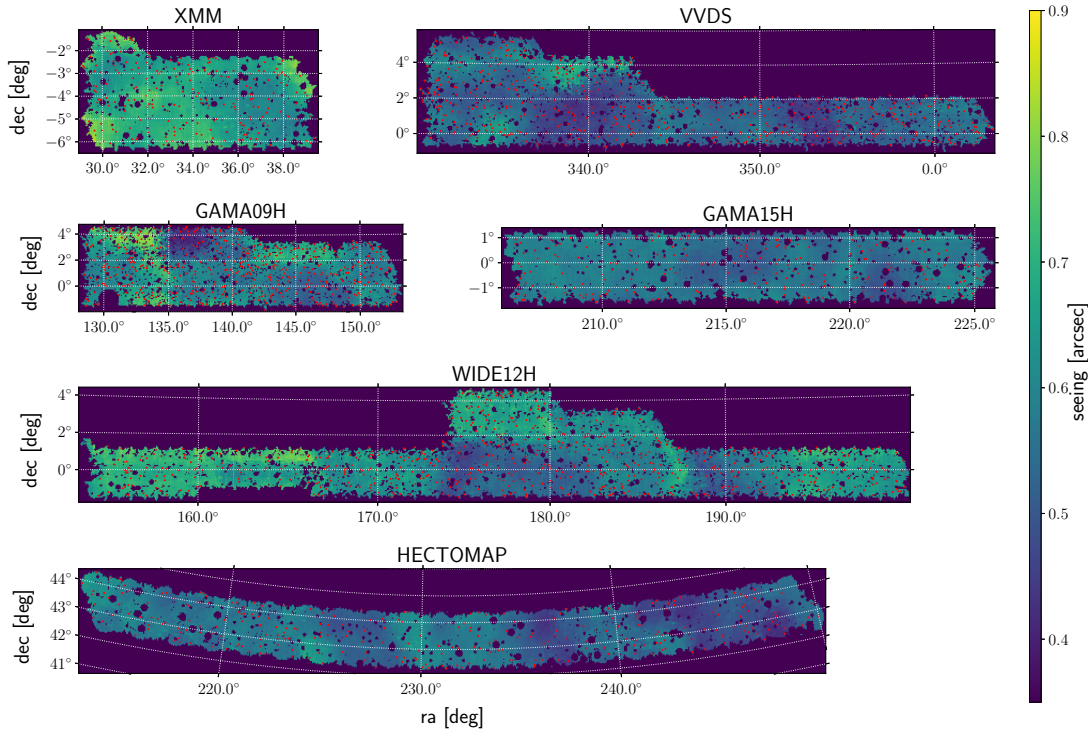 XMM
VVDS
dec [deg]
−2°
−3°
−4°
−5°
−6°
30.0° 32.0° 34.0° 36.0° 38.0°
4°
2°
0°
340.0° 350.0° 0.0°
GAMA09H
GAMA15H
dec [deg]
4°
2°
0°
130.0° 135.0° 140.0° 145.0° 150.0°
1°
0°
−1°
210.0° 215.0° 220.0° 225.0°
WIDE12H
dec [deg]
4°
2°
0°
160.0° 170.0° 180.0° 190.0°
HECTOMAP
dec [deg]
44°
43°
42°
41°
220.0° 230.0° 240.0°
ra [deg]
0.9
0.8
0.7
0.6
0.5
0.4
seeing [arcsec]